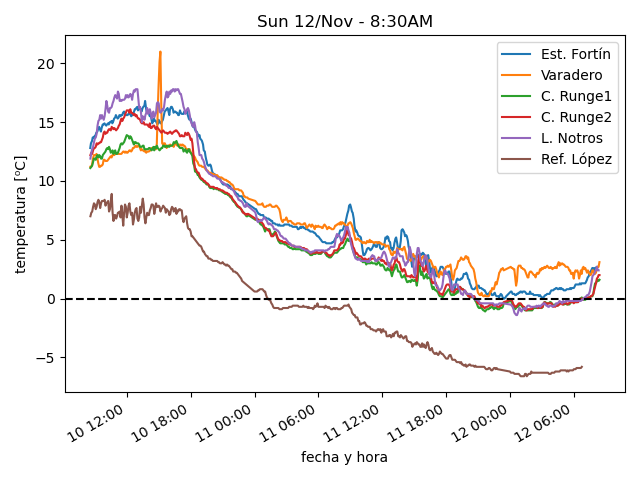 Sun 12/Nov - 8:30AM
temperatura [ºC]
20
15
10
5
0
−5
Est. Fortín
Varadero
C. Runge1
C. Runge2
L. Notros
Ref. López
10 12:00
10 18:00
11 00:00
11 06:00
11 12:00
11 18:00
12 00:00
12 06:00
fecha y hora